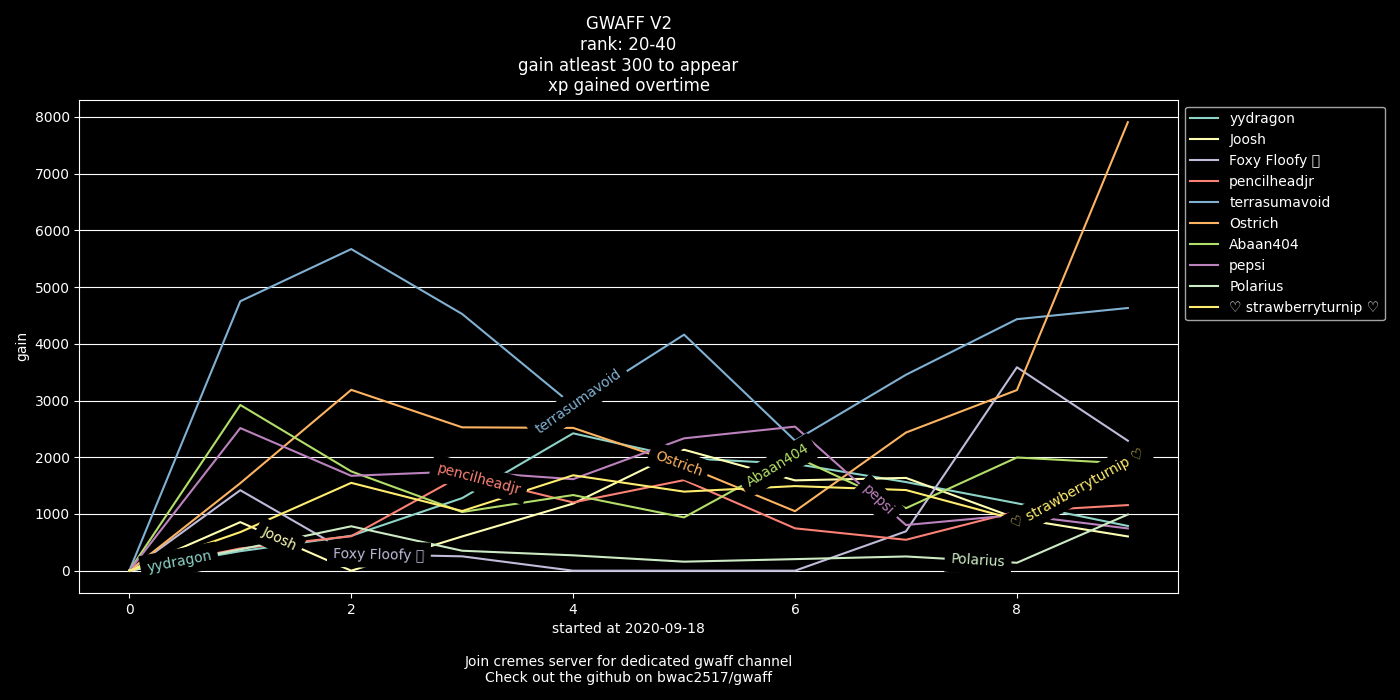 GWAFF V2
rank: 20-40
gain atleast 300 to appear
xp gained overtime
8000
7000
6000
5000
4000
3000
2000
1000
0
gain
yydragon
Joosh
Foxy Floofy
pencilheadjr
terrasumavoid
Ostrich
Abaan404
pepsi
Polarius
♡ strawberryturnip ♡
yydragon
Joosh
Foxy Floofy
pencilheadjr
terrasumavoid
Ostrich
Abaan404
pepsi
Polarius
♡ strawberryturnip ♡
0 2 4 6 8
started at 2020-09-18
Join cremes server for dedicated gwaff channel
Check out the github on bwac2517/gwaff